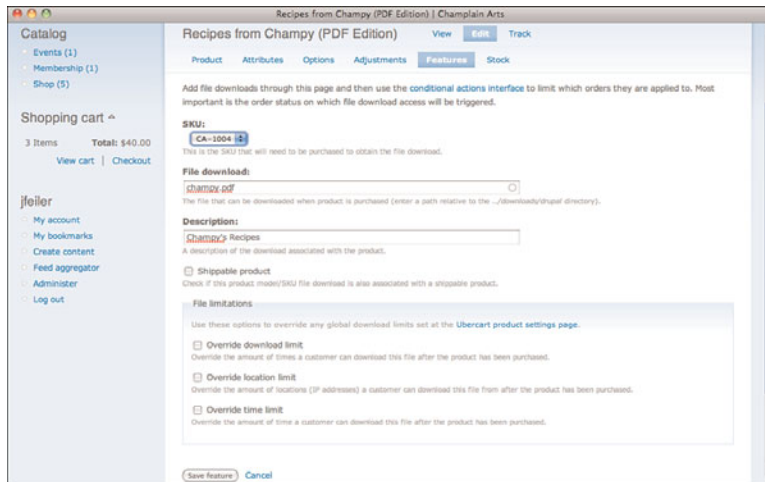 Recipes from Champy (PDF Edition) | Champlain Arts
Catalog
Events (1)
Membership (1)
Shop (5)
Shopping cart
3 Items Total: $40.00
View cart | Checkout
jfeiler
My account
My bookmarks
Create content
Feed aggregator
Administer
Log out
Recipes from Champy (PDF Edition) View Edit Track
Product Attributes Options Adjustments Features Stock
Add file downloads through this page and then use the conditional actions interface to limit which orders they are applied to. Most
important is the order status on which file download access will be triggered.
SKU:
CA-1004
This is the SKU that will need to be purchased to obtain the file download.
File download:
champy.pdf
The file that can be downloaded when product is purchased (enter a path relative to the ../downloads/drupal directory).
Description:
Champy's Recipes
A description of the download associated with the product.
Shippable product
Check if this product model/SKU file download is also associated with a shippable product.
File limitations
Use these options to override any global download limits set at the Ubercart product settings page.
Override download limit
Override the amount of times a customer can download this file after the product has been purchased.
Override location limit
Override the amount of locations (IP addresses) a customer can download this file from after the product has been purchased.
Override time limit
Override the amount of time a customer can download this file after the product has been purchased.
Save feature Cancel